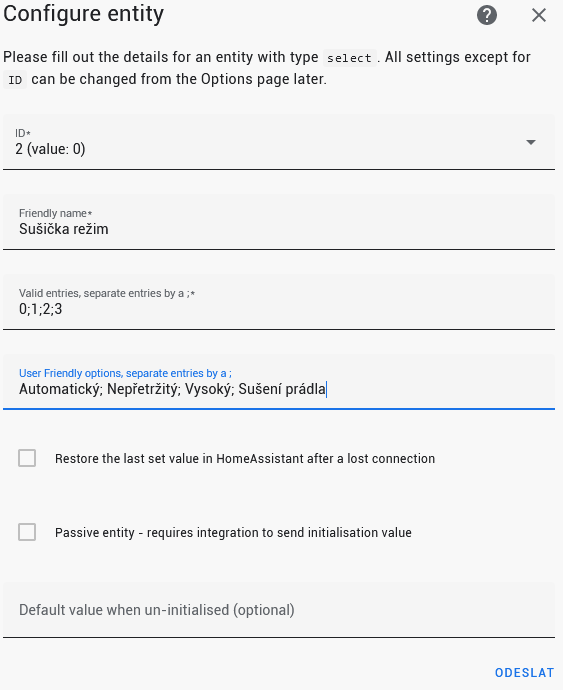 Configure entity
Please fill out the details for an entity with type select . All settings except for
ID can be changed from the Options page later.
ID*
2 (value: 0)
Friendly name*
Sušička režim
Valid entries, separate entries by a ;*
0;1;2;3
User Friendly options, separate entries by a ;
Automatický; Nepřetržitý; Vysoký; Sušení prádla
Restore the last set value in HomeAssistant after a lost connection
Passive entity - requires integration to send initialisation value
Default value when un-initialised (optional)
ODESLAT